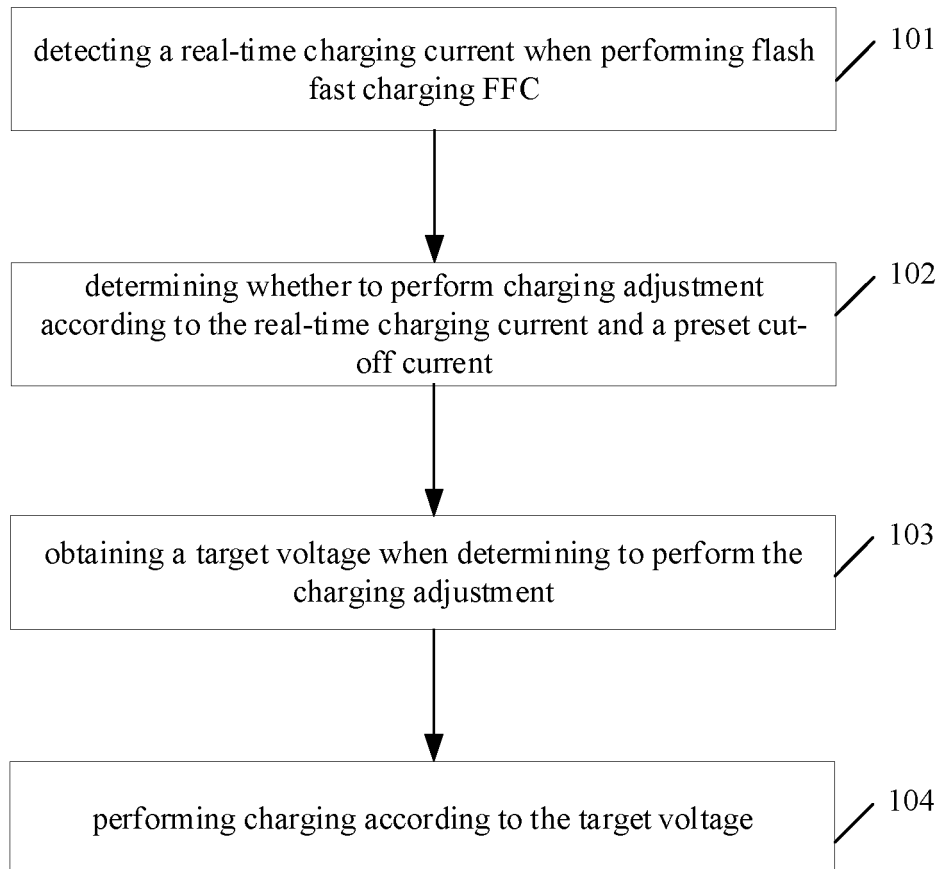 detecting a real-time charging current when performing flash
fast charging FFC
101
determining whether to perform charging adjustment
according to the real-time charging current and a preset cut-
off current
102
obtaining a target voltage when determining to perform the
charging adjustment
103
performing charging according to the target voltage
104